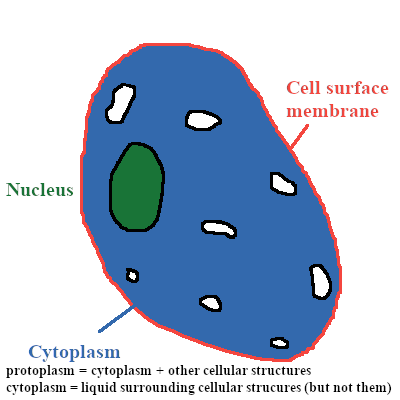 Cell surface
membrane
Nucleus
Cytoplasm
protoplasm = cytoplasm + other cellular structures
cytoplasm = liquid surrounding cellular strucures (but not them)